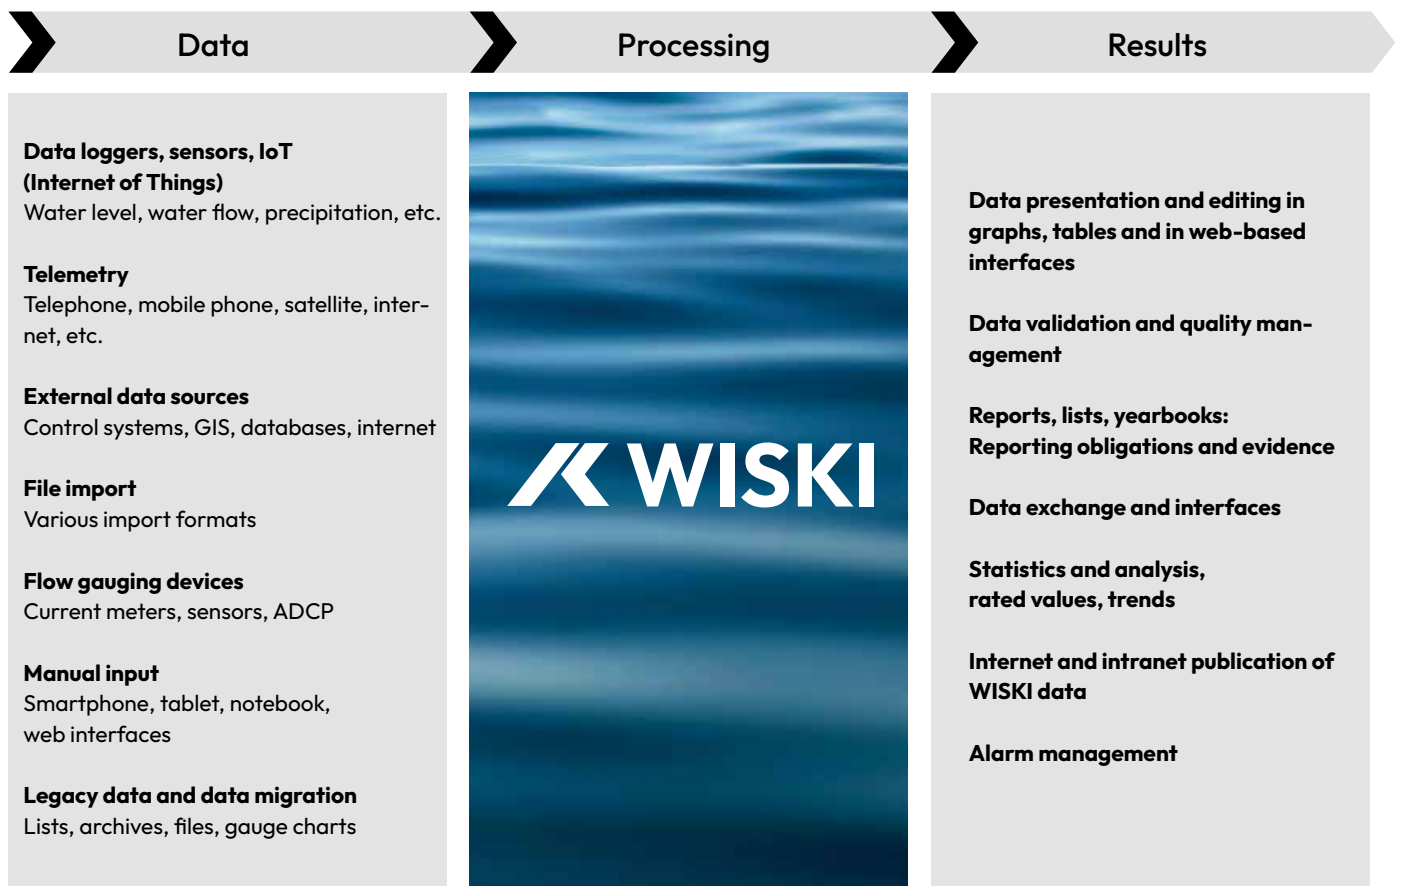 Data
Processing
Results
Data loggers, sensors, IoT
(Internet of Things)
Water level, water flow, precipitation, etc.
Telemetry
Telephone, mobile phone, satellite, inter-
net, etc.
External data sources
Control systems, GIS, databases, internet
File import
Various import formats
Flow gauging devices
Current meters, sensors, ADCP
Manual input
Smartphone, tablet, notebook,
web interfaces
Legacy data and data migration
Lists, archives, files, gauge charts
WISKI
Data presentation and editing in
graphs, tables and in web-based
interfaces
Data validation and quality man-
agement
Reports, lists, yearbooks:
Reporting obligations and evidence
Data exchange and interfaces
Statistics and analysis,
rated values, trends
Internet and intranet publication of
WISKI data
Alarm management